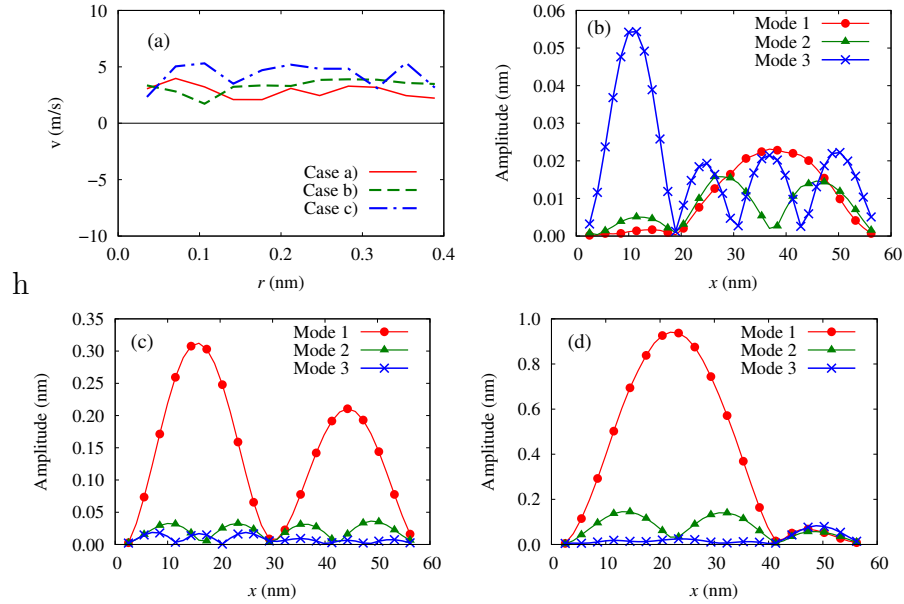 10
5
0
−5
−10
v (m/s)
(a)
Case a)
Case b)
Case c)
0.0 0.1 0.2 0.3 0.4
r (nm)
0.06
0.05
0.04
0.03
0.02
0.01
0.00
Amplitude (nm)
(b)
Mode 1
Mode 2
Mode 3
0 10 20 30 40 50 60
x (nm)
h
0.35
0.30
0.25
0.20
0.15
0.10
0.05
0.00
Amplitude (nm)
(c)
Mode 1
Mode 2
Mode 3
0 10 20 30 40 50 60
x (nm)
1.0
0.8
0.6
0.4
0.2
0.0
Amplitude (nm)
(d)
Mode 1
Mode 2
Mode 3
0 10 20 30 40 50 60
x (nm)